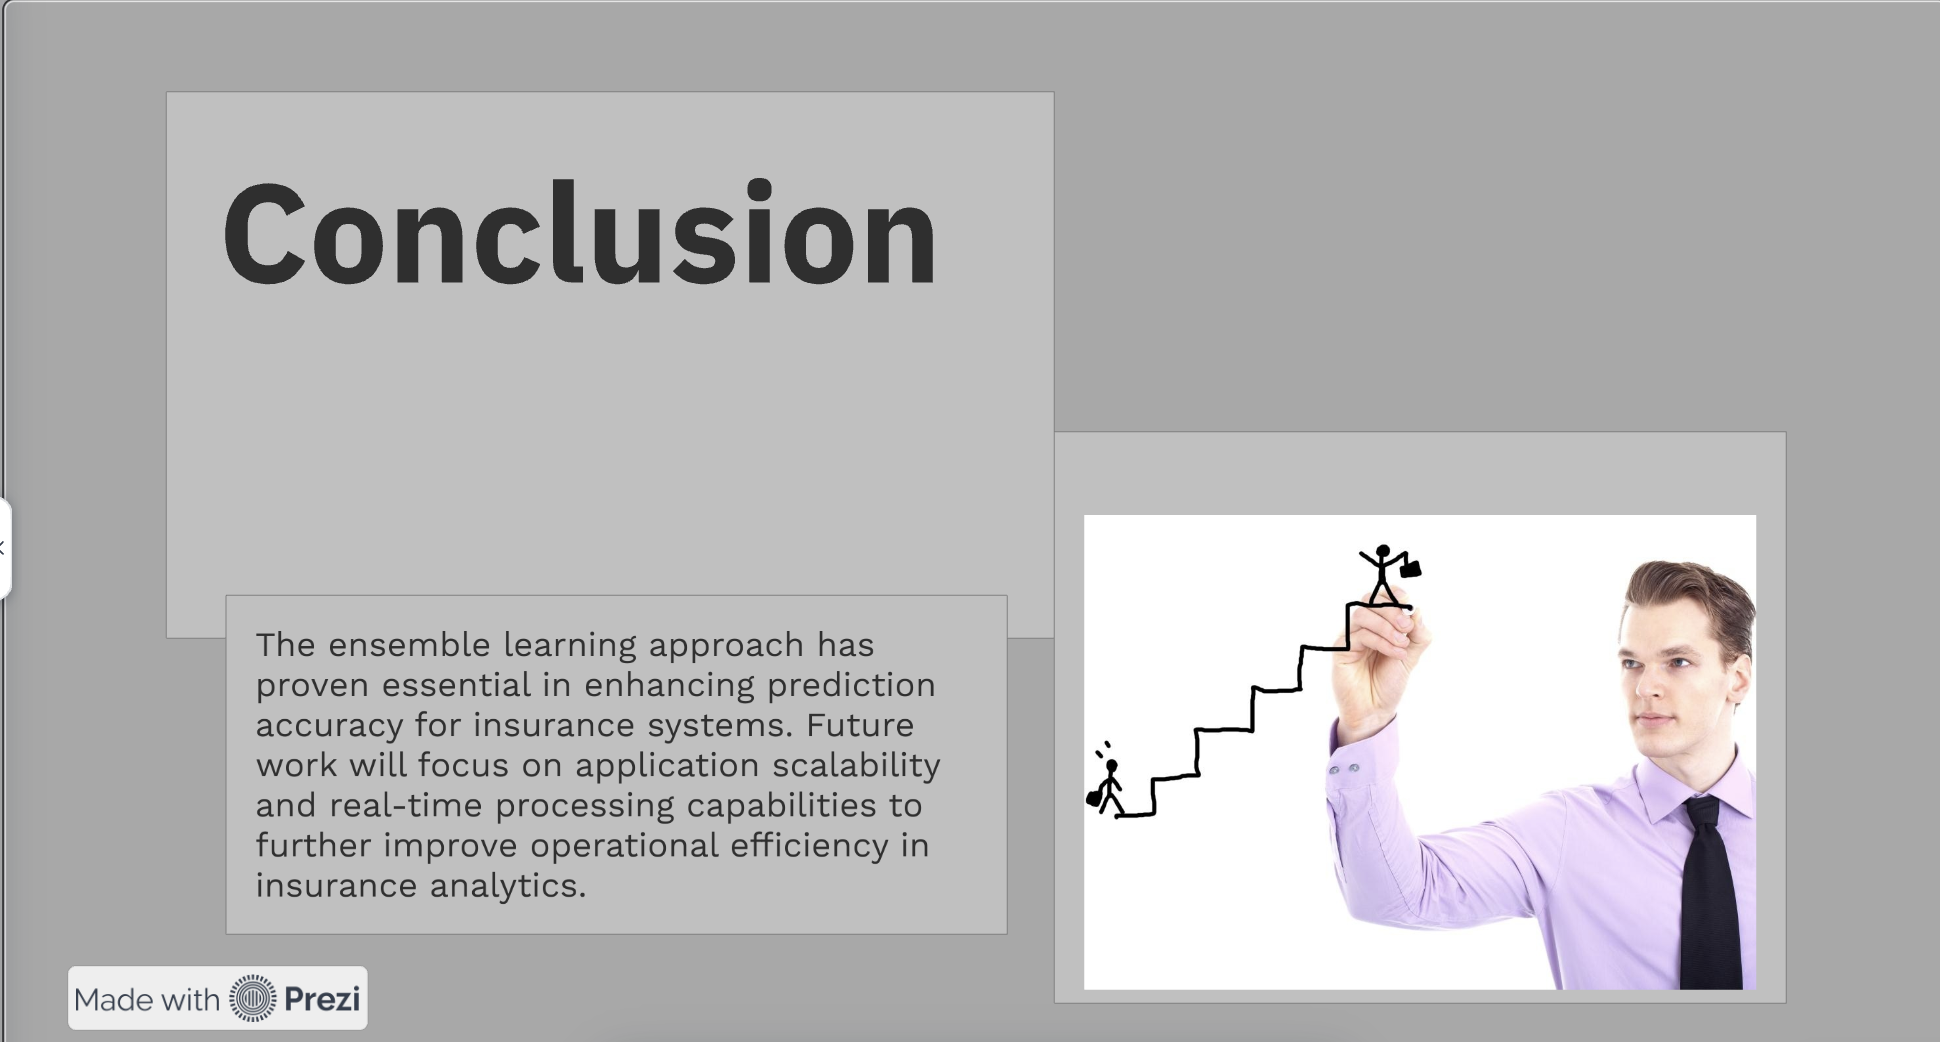 Conclusion
The ensemble learning approach has
proven essential in enhancing prediction
accuracy for insurance systems. Future
work will focus on application scalability
and real-time processing capabilities to
further improve operational efficiency in
insurance analytics.
Made with Prezi